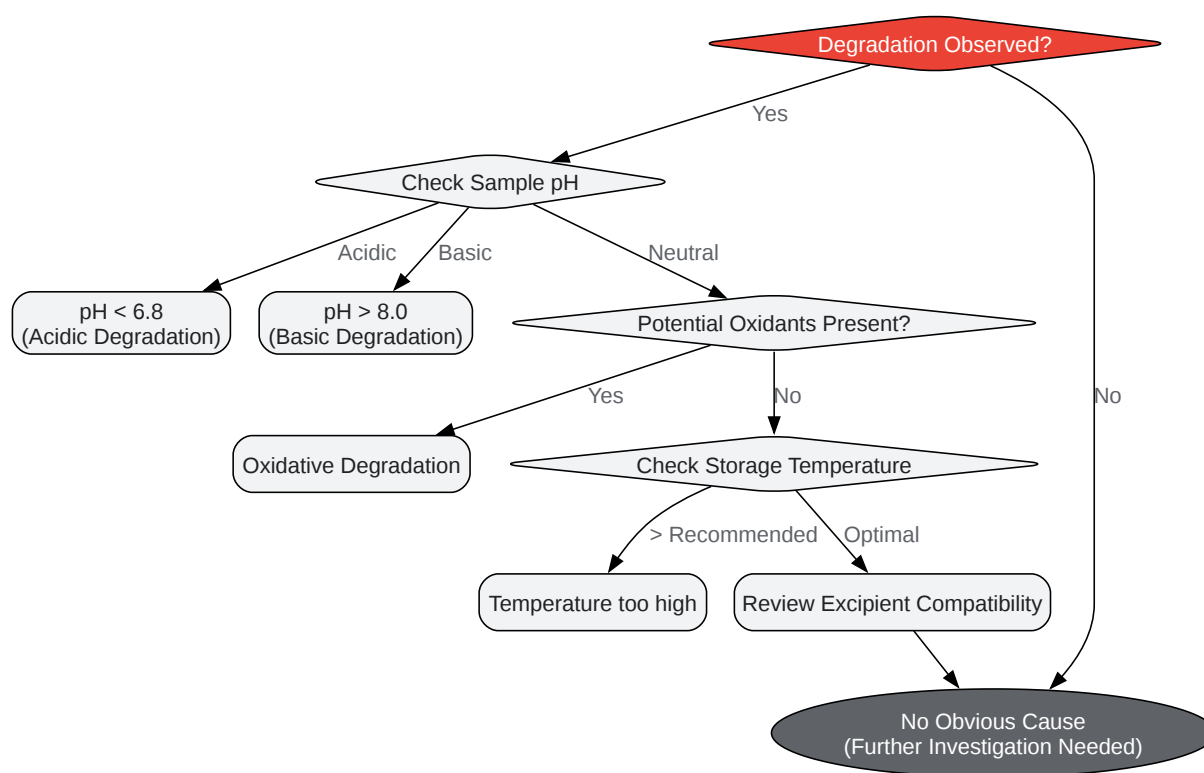 Degradation Observed?
Yes
Check Sample pH
Acidic
Basic
Neutral
pH < 6.8
(Acidic Degradation)
pH > 8.0
(Basic Degradation)
Potential Oxidants Present?
Yes
No
No
Oxidative Degradation
Check Storage Temperature
> Recommended
Optimal
Temperature too high
Review Excipient Compatibility
No Obvious Cause
(Further Investigation Needed)